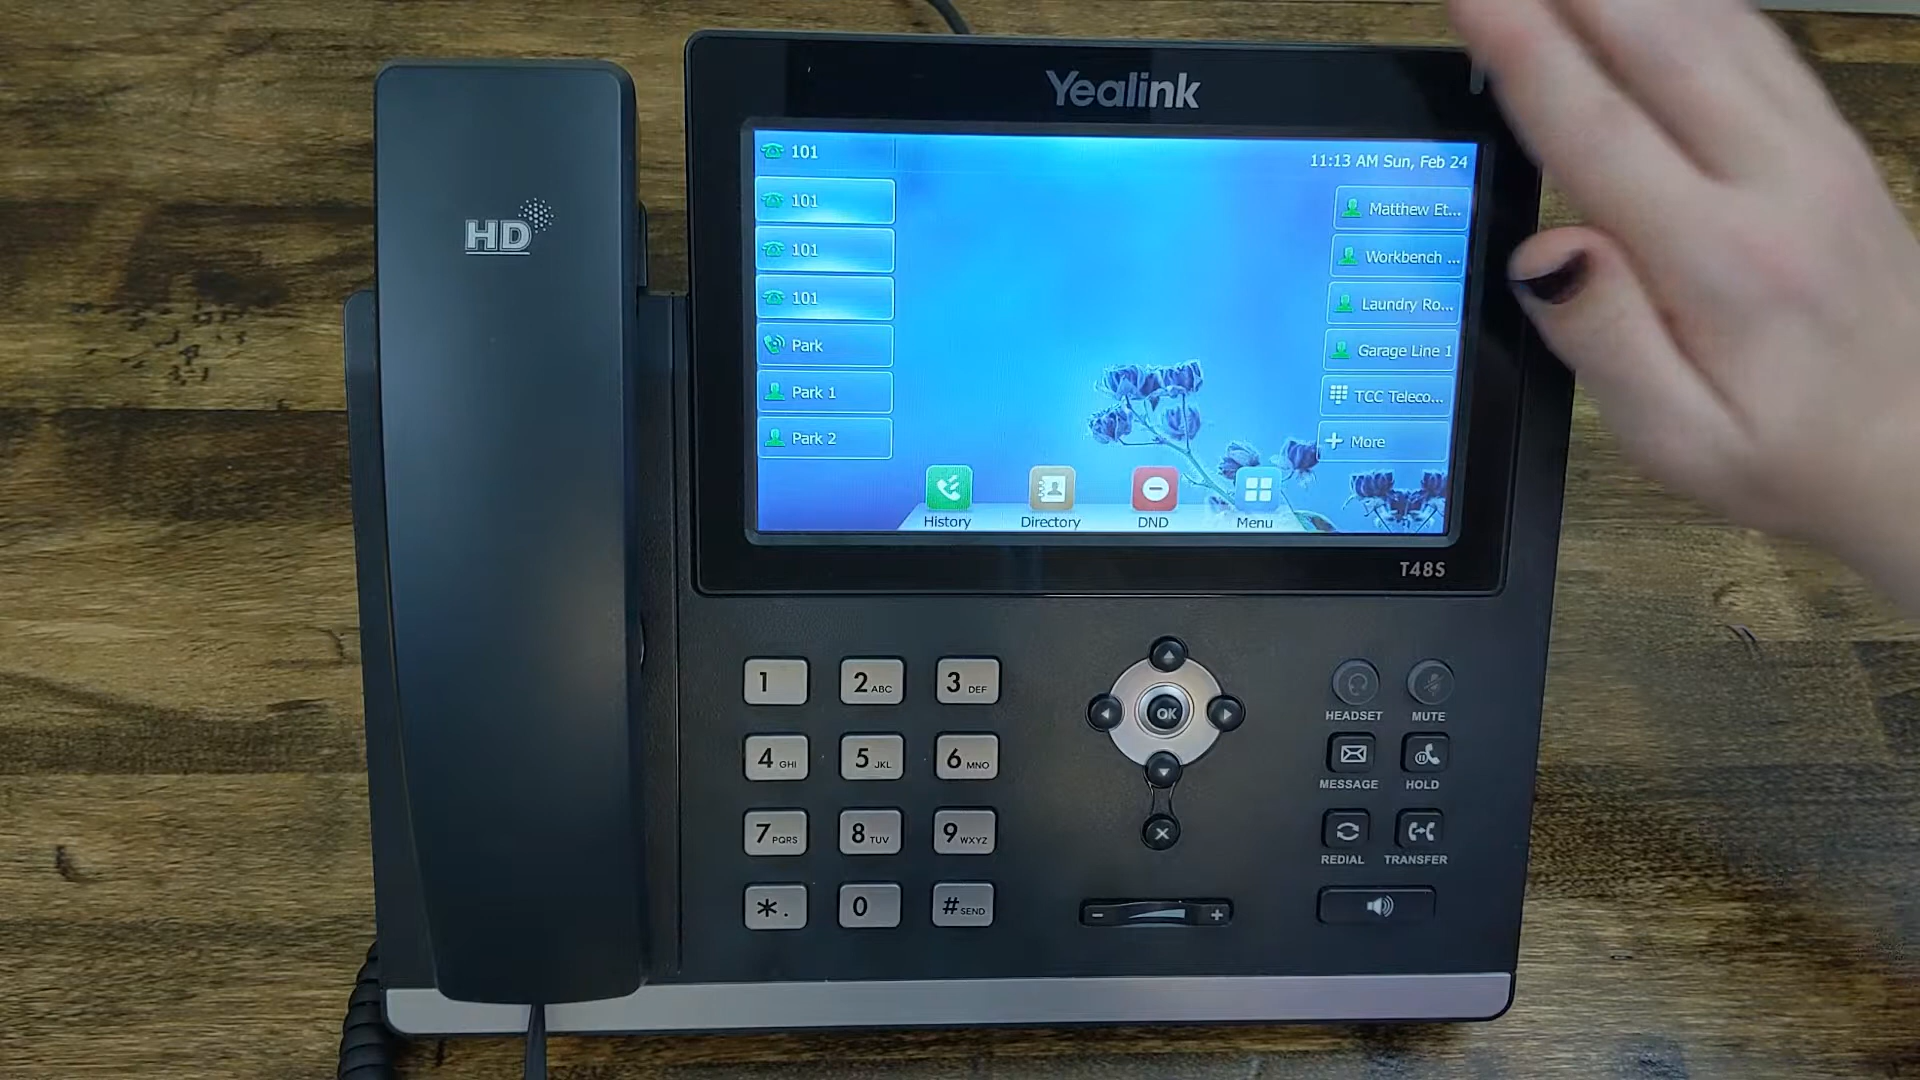 Yealink
HD
101
11:13 AM Sun, Feb 24
101
101
101
Park
Park 1
Park 2
Matthew Et...
Workbench ...
Laundry Ro...
Garage Line 1
TCC Teleco...
More
History
Directory
DND
Menu
T48S
1
2 ABC
3 DEF
4 GHI
5 JKL
6 MNO
7 PQRS
8 TUV
9 WXYZ
* .
0
# SEND
OK
HEADSET
MUTE
MESSAGE
HOLD
REDIAL
TRANSFER